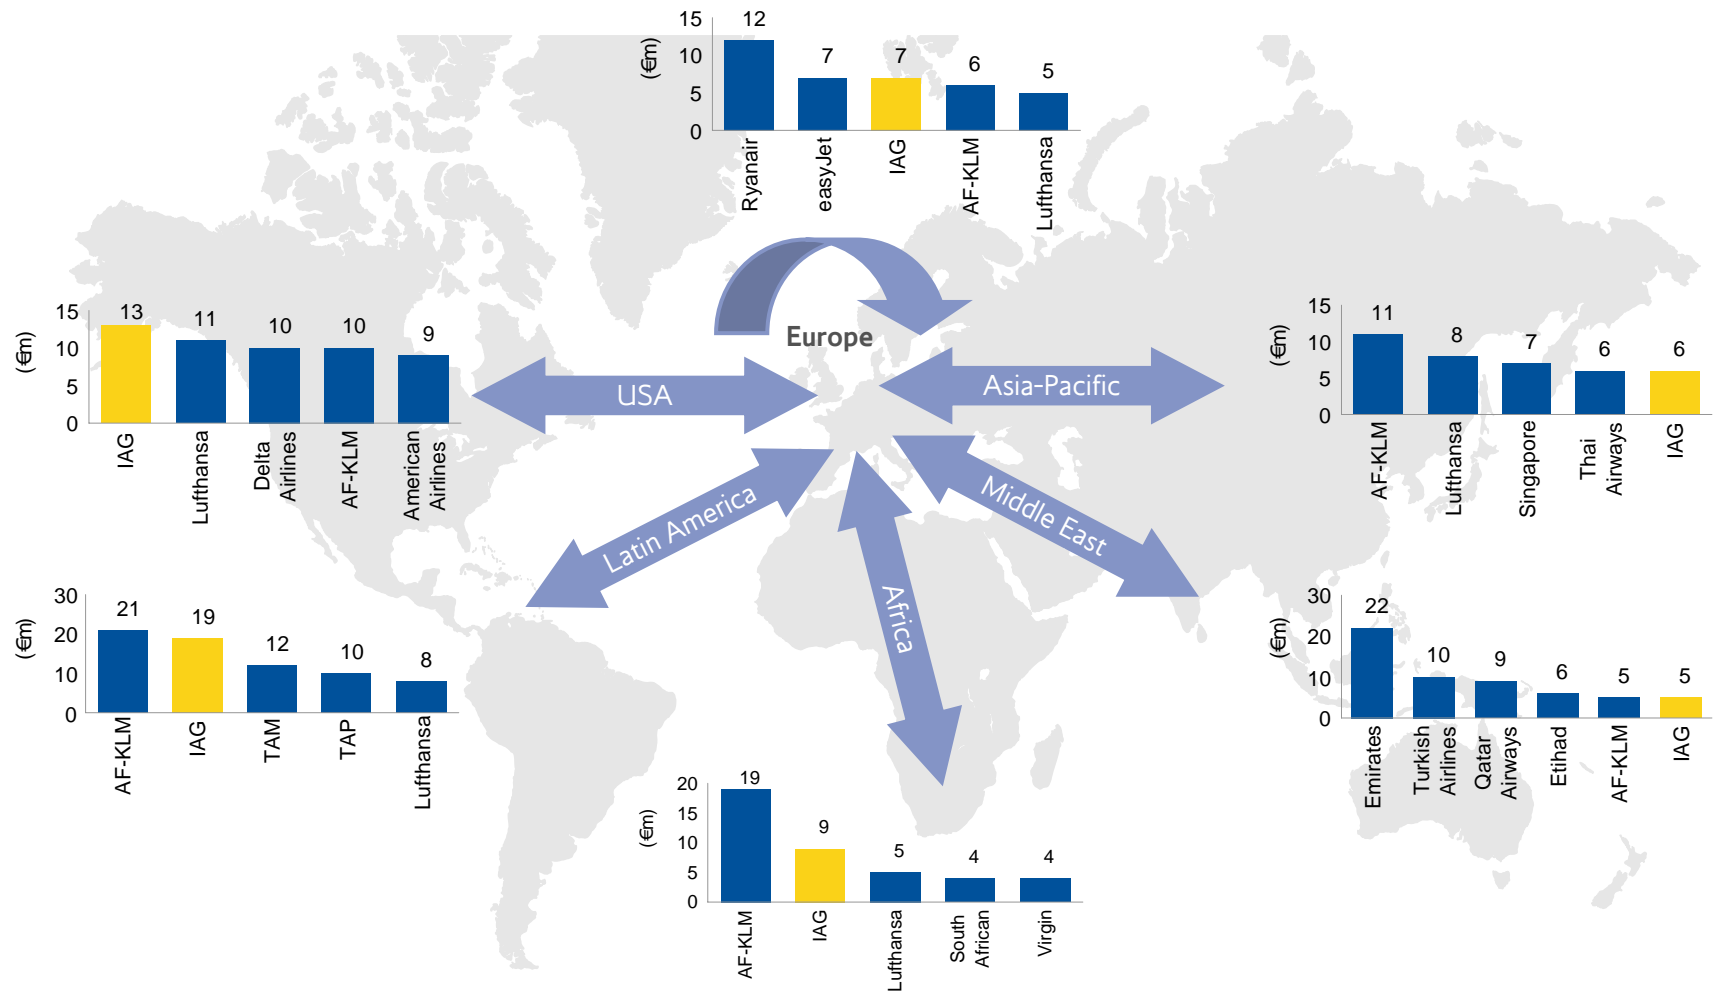 15
10
5
0
(€m)
12
7
7
6
5
Ryanair
easyJet
IAG
AF-KLM
Lufthansa
Europe
15
10
5
0
(€m)
13
11
10
10
9
IAG
Lufthansa
Delta
Airlines
AF-KLM
American
Airlines
USA
Asia-Pacific
15
10
5
0
(€m)
11
8
7
6
6
AF-KLM
Lufthansa
Singapore
Thai
Airways
IAG
Latin America
Africa
Middle East
30
20
10
0
(€m)
21
19
12
10
8
AF-KLM
IAG
TAM
TAP
Lufthansa
30
20
10
0
(€m)
22
10
9
6
5
5
Emirates
Turkish
Airlines
Qatar
Airways
Etihad
AF-KLM
IAG
20
15
10
5
0
(€m)
19
9
5
4
4
AF-KLM
IAG
Lufthansa
South
African
Virgin